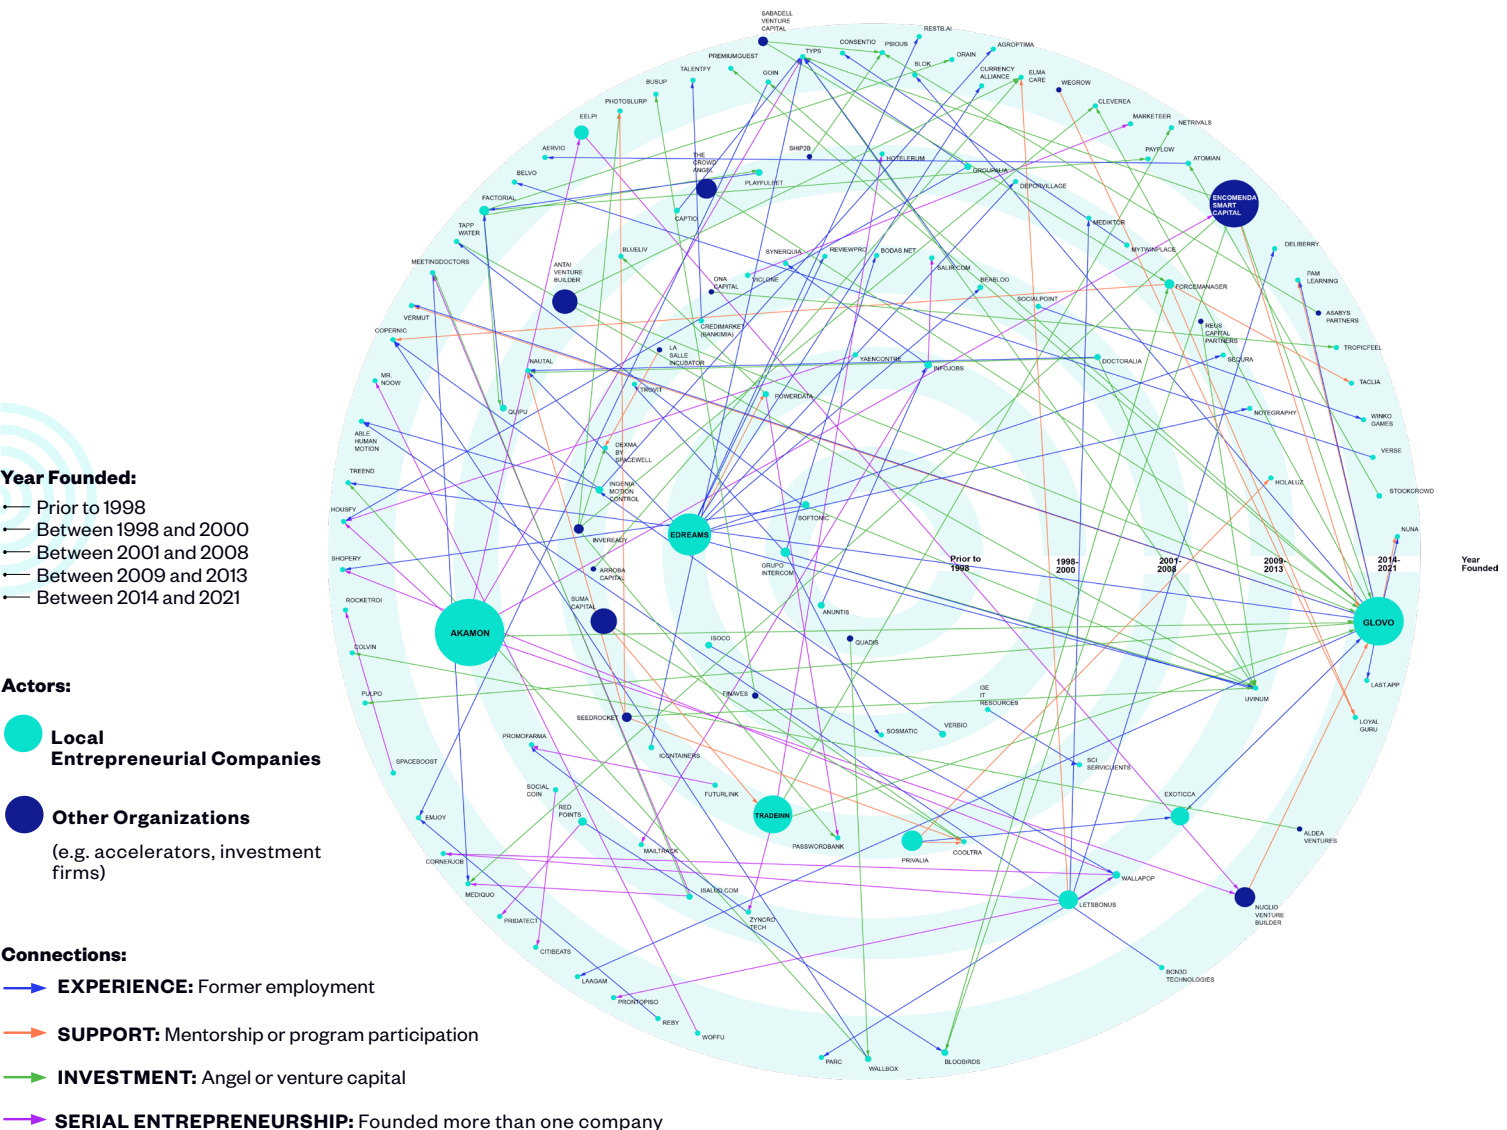 SABADELL
VENTURE
CAPITAL
RESTB.AI
CONSENTIO
PSIOUS
AGROPTIMA
TYPS
ORAIN
PREMIUMGUEST
BLOK
CURRENCY
ALLIANCE
ELMA
CARE
TALENTFY
GOIN
BUSUP
WEGROW
PHOTOSLURP
CLEVEREA
EELPI
MARKETEER
NETRIVALS
AERVIO
THE
CROWD
ANGEL
SHIP2B
HOTELERUM
PAYFLOW
ATOMIAN
BELVO
GROUPALIA
PLAYFULBET
DEPORVILLAGE
FACTORIAL
ENCOMENDA
SMART
CAPITAL
CAPTIO
MEDIKTOR
TAPP
WATER
MYTWINPLACE
DELIBERRY
BLUELIV
SYNERQUIA
REVIEWPRO
BODAS.NET
MEETINGDOCTORS
ANTAI
VENTURE
BUILDER
SALIR.COM
ONA
CAPITAL
VICLONE
BEABLOO
PAM
LEARNING
FORCEMANAGER
SOCIALPOINT
VERMUT
ASABYS
PARTNERS
COPERNIC
CREDIMARKET
(BANKIMIA)
REUS
CAPITAL
PARTNERS
LA
SALLE
INCUBATOR
TROPICFEEL
NAUTAL
YAENCONTRE
INFOJOBS
DOCTORALIA
SEQURA
MR.
NOOW
TROVIT
POWERDATA
TACLIA
QUIPU
NOTEGRAPHY
WINKO
GAMES
ABLE
HUMAN
MOTION
DEXMA
BY
SPACEWELL
VERSE
TREEND
INGENIA
MOTION
CONTROL
HOLALUZ
STOCKCROWD
HOUSFY
SOFTONIC
NUNA
EDREAMS
INVEREADY
SHOPERY
GRUPO
INTERCOM
ARROBA
CAPITAL
Prior to
1998
1998-
2000
2001-
2008
2009-
2013
2014-
2021
Year
Founded
ROCKETROI
SUMA
CAPITAL
ANUNTIS
GLOVO
AKAMON
ISOCO
QUADIS
COLVIN
LAST.APP
PULPO
FINAVES
I3E
IT
RESOURCES
UVINUM
SEEDROCKET
LOYAL
GURU
PROMOFARMA
SOSMATIC
VERBIO
ICONTAINERS
SPACEBOOST
SCI
SERVICLIENTS
SOCIAL
COIN
FUTURLINK
EXOTICCA
RED
POINTS
TRADEINN
EMJOY
ALDEA
VENTURES
MAILTRACK
PASSWORDBANK
PRIVALIA
COOLTRA
CORNERJOB
WALLAPOP
MEDIQUO
ISALUD.COM
LETSBONUS
NUCLIO
VENTURE
BUILDER
PRIDATECT
ZYNCRO
TECH
CITIBEATS
LAAGAM
BCN3D
TECHNOLOGIES
PRONTOPISO
REBY
WOFFU
PARC
WALLBOX
BLOOBIRDS
Year Founded:
Prior to 1998
Between 1998 and 2000
Between 2001 and 2008
Between 2009 and 2013
Between 2014 and 2021
Actors:
Local
Entrepreneurial Companies
Other Organizations
(e.g. accelerators, investment
firms)
Connections:
EXPERIENCE: Former employment
SUPPORT: Mentorship or program participation
INVESTMENT: Angel or venture capital
SERIAL ENTREPRENEURSHIP: Founded more than one company